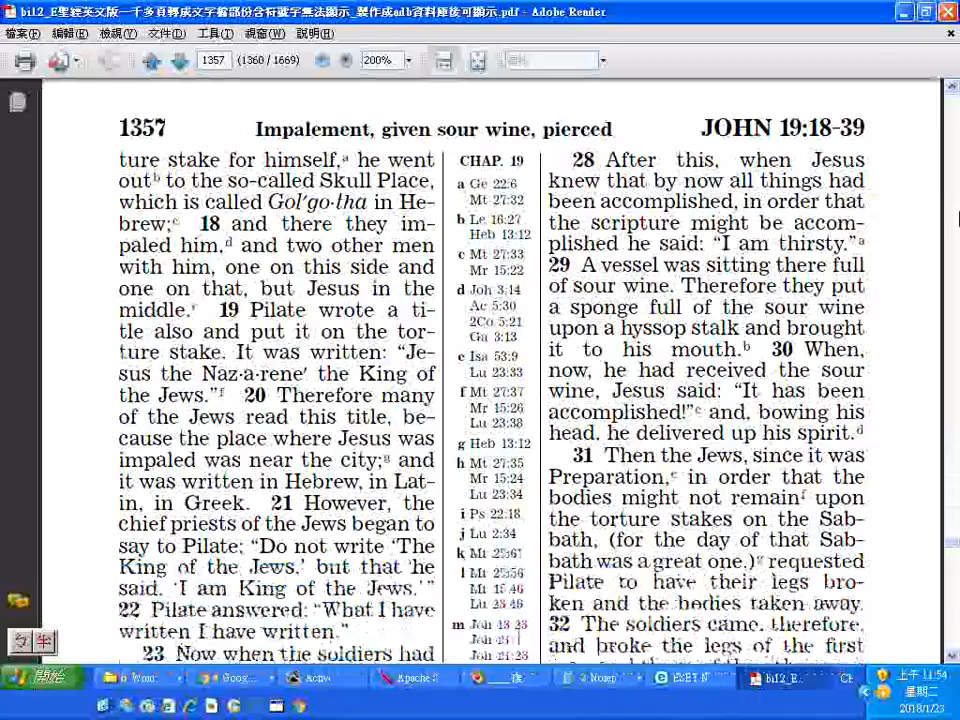 bi12_E聖經英文版一千多頁轉成文字檔部份含符號字無法顯示_製作成adb資料庫後可顯示.pdf - Adobe Reader
檔案(F) 編輯(E) 檢視(V) 文件(D) 工具(T) 視窗(W) 說明(H)
1357 (1360 / 1669) 200% 尋找
1357 Impalement, given sour wine, pierced JOHN 19:18-39
ture stake for himself,a he went
outb to the so-called Skull Place,
which is called Gol′go·tha in He-
brew;c 18 and there they im-
paled him,d and two other men
with him, one on this side and
one on that, but Jesus in the
middle.e 19 Pilate wrote a ti-
tle also and put it on the tor-
ture stake. It was written: “Je-
sus the Naz·a·rene′ the King of
the Jews.”f 20 Therefore many
of the Jews read this title, be-
cause the place where Jesus was
impaled was near the city;g and
it was written in Hebrew, in Lat-
in, in Greek. 21 However, the
chief priests of the Jews began to
say to Pilate: “Do not write ‘The
King of the Jews,’ but that he
said, ‘I am King of the Jews.’”
22 Pilate answered: “What I have
written I have written.”
23 Now when the soldiers had
CHAP. 19
a Ge 22:6
Mt 27:32
b Le 16:27
Heb 13:12
c Mt 27:33
Mr 15:22
d Joh 3:14
Ac 5:30
2Co 5:21
Ga 3:13
e Isa 53:9
Lu 23:33
f Mt 27:37
Mr 15:26
Lu 23:38
g Heb 13:12
h Mt 27:35
Mr 15:24
Lu 23:34
i Ps 22:18
j Lu 2:34
k Mt 27:61
l Mt 27:56
Mr 15:40
Lu 23:49
m Joh 13:23
Joh 21:7
Joh 21:23
28 After this, when Jesus
knew that by now all things had
been accomplished, in order that
the scripture might be accom-
plished he said: “I am thirsty.”a
29 A vessel was sitting there full
of sour wine. Therefore they put
a sponge full of the sour wine
upon a hyssop stalk and brought
it to his mouth.b 30 When,
now, he had received the sour
wine, Jesus said: “It has been
accomplished!”c and, bowing his
head, he delivered up his spirit.d
31 Then the Jews, since it was
Preparation,e in order that the
bodies might not remainf upon
the torture stakes on the Sab-
bath, (for the day of that Sab-
bath was a great one,)g requested
Pilate to have their legs bro-
ken and the bodies taken away.
32 The soldiers came, therefore,
and broke the legs of the first
ㄅ 半
開始 Goog... Activ Apache S 2 Notep bi12_E... CH
上午 11:54
星期二
2018/1/23